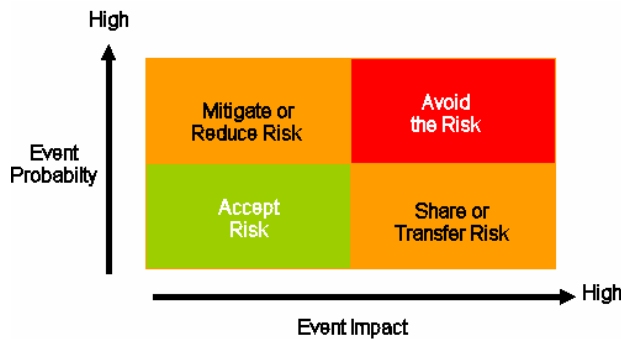 High
Mitigate or
Reduce Risk
Avoid
the Risk
Event
Probabilty
Accept
Risk
Share or
Transfer Risk
High
Event Impact